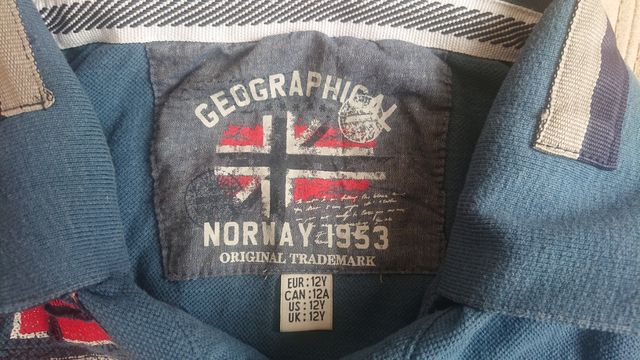 GEOGRAPHICAL
NORWAY 1953
ORIGINAL TRADEMARK
EUR:12Y
CAN:12A
US:12Y
UK:12Y